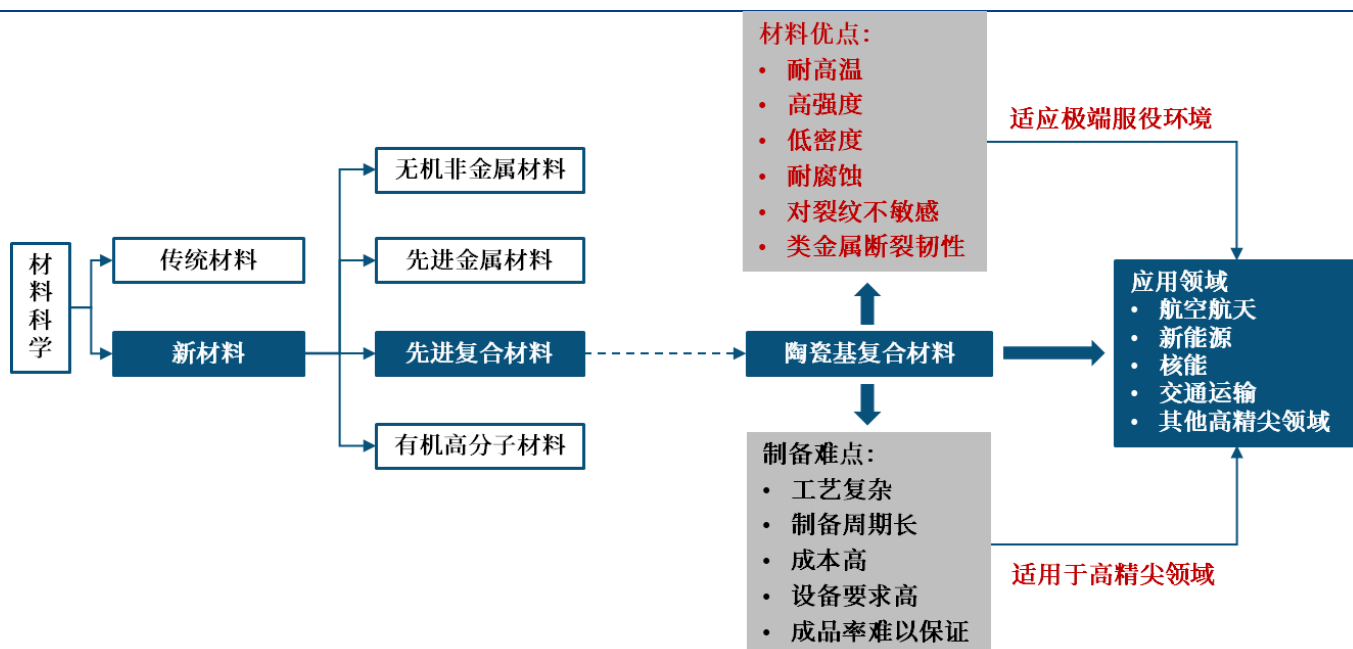 材料科学
传统材料
新材料
无机非金属材料
先进金属材料
先进复合材料
有机高分子材料
材料优点：
• 耐高温
• 高强度
• 低密度
• 耐腐蚀
• 对裂纹不敏感
• 类金属断裂韧性
陶瓷基复合材料
制备难点：
• 工艺复杂
• 制备周期长
• 成本高
• 设备要求高
• 成品率难以保证
适应极端服役环境
应用领域
• 航空航天
• 新能源
• 核能
• 交通运输
• 其他高精尖领域
适用于高精尖领域